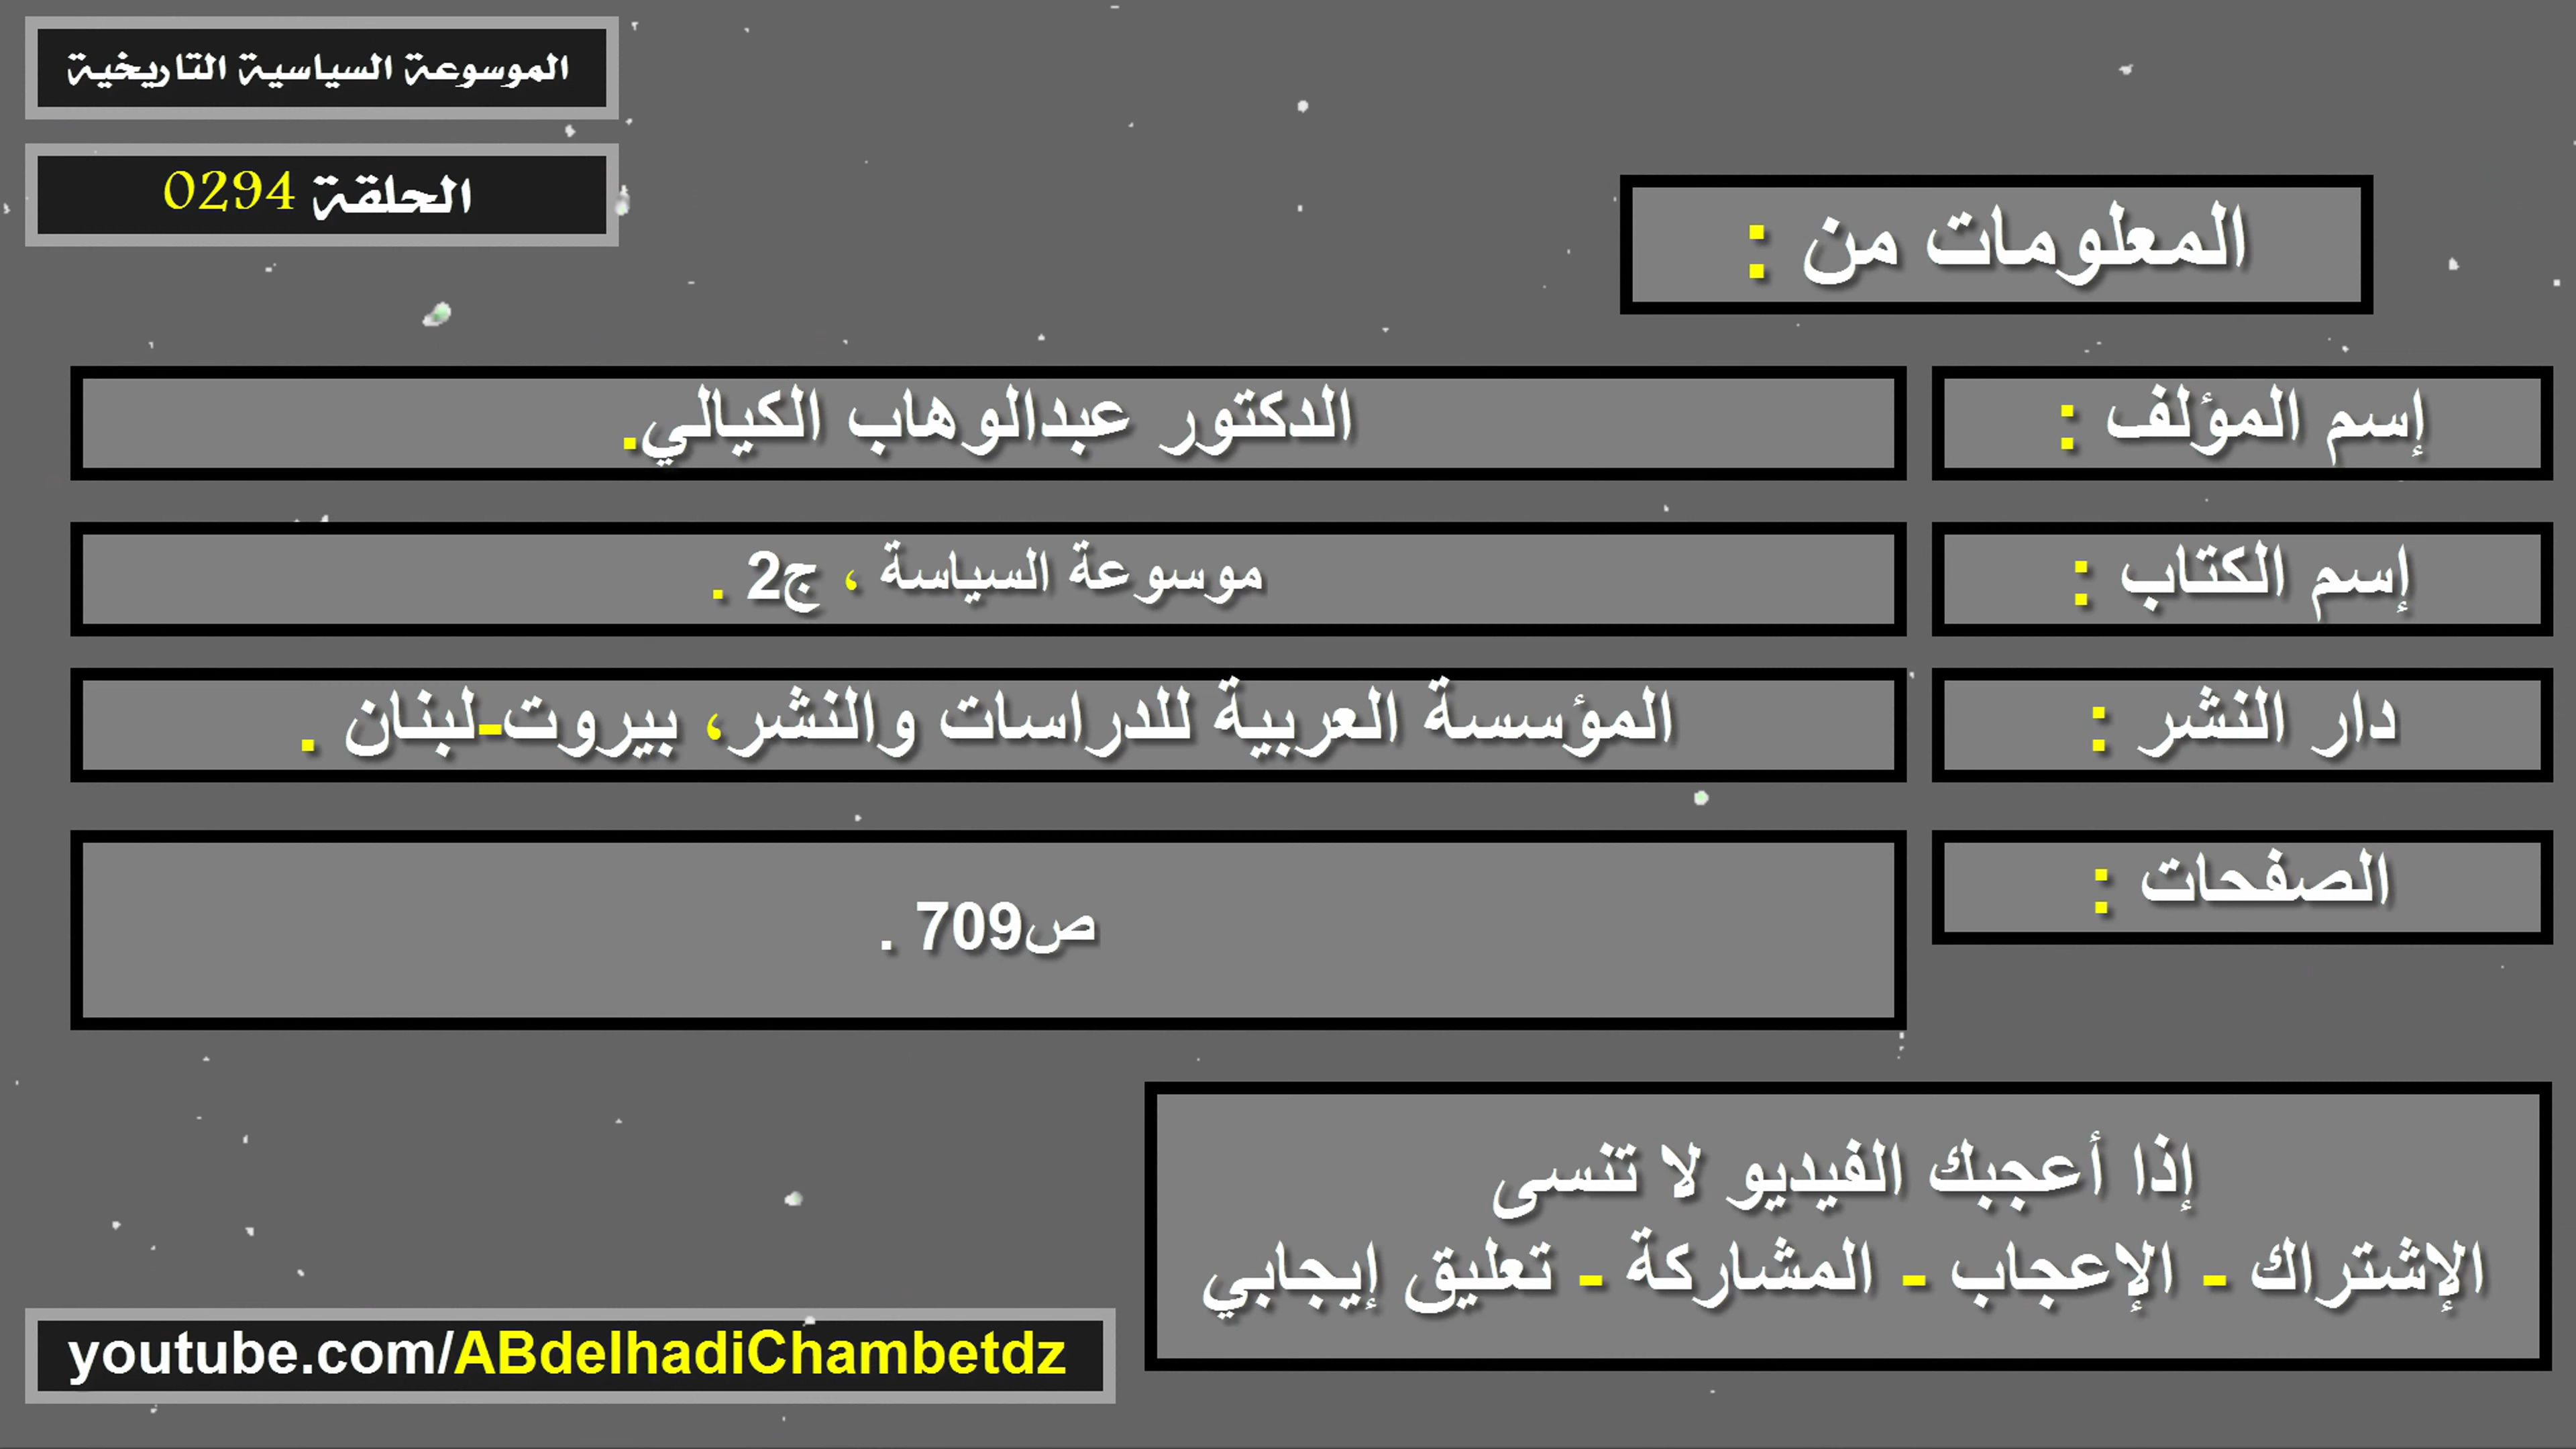 الموسوعة السياسية التاريخية
الحلقة 0294
المعلومات من :
إسم المؤلف :
الدكتور عبدالوهاب الكيالي.
إسم الكتاب :
موسوعة السياسة ، ج2 .
دار النشر :
المؤسسة العربية للدراسات والنشر، بيروت-لبنان .
الصفحات :
ص709 .
إذا أعجبك الفيديو لا تنسى
الإشتراك - الإعجاب - المشاركة - تعليق إيجابي
youtube.com/ABdelhadiChambetdz